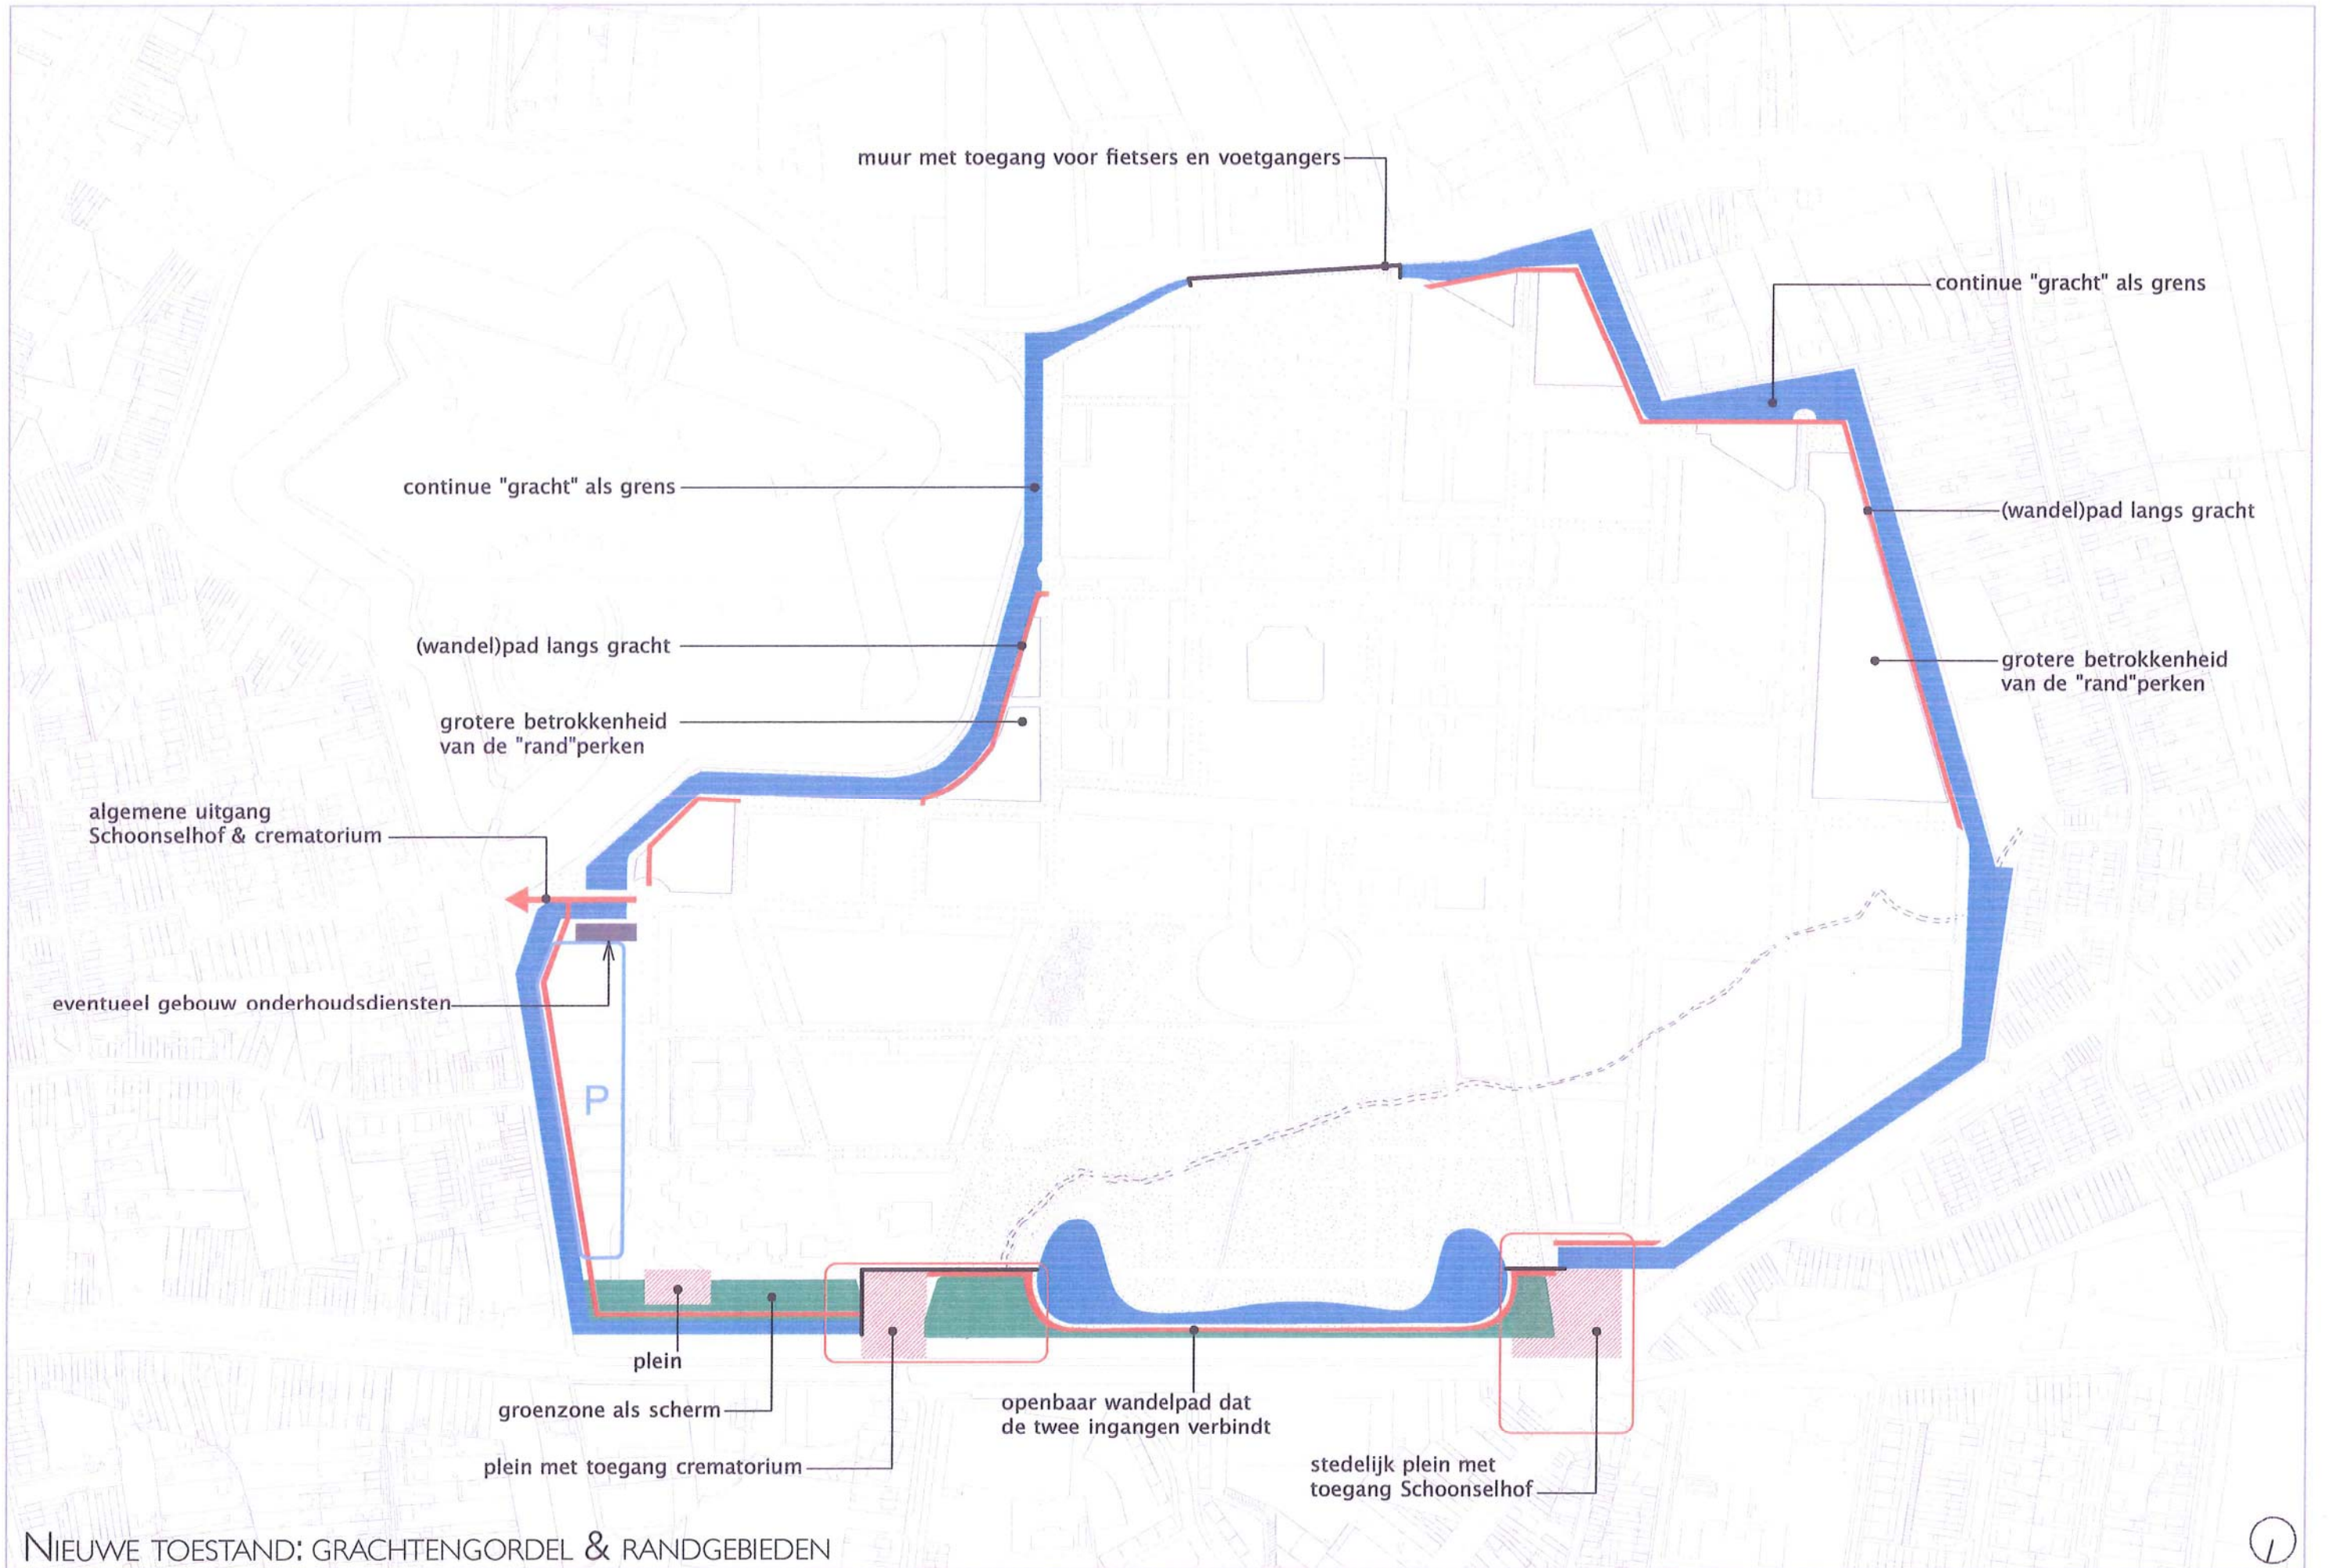 muur met toegang voor fietsers en voetgangers
continue "gracht" als grens
continue "gracht" als grens
(wandel)pad langs gracht
(wandel)pad langs gracht
grotere betrokkenheid
van de "rand"perken
grotere betrokkenheid
van de "rand"perken
algemene uitgang
Schoonselhof & crematorium
eventueel gebouw onderhoudsdiensten
P
plein
groenzone als scherm
openbaar wandelpad dat
de twee ingangen verbindt
plein met toegang crematorium
stedelijk plein met
toegang Schoonselhof
NIEUWE TOESTAND: GRACHTENGORDEL & RANDGEBIEDEN